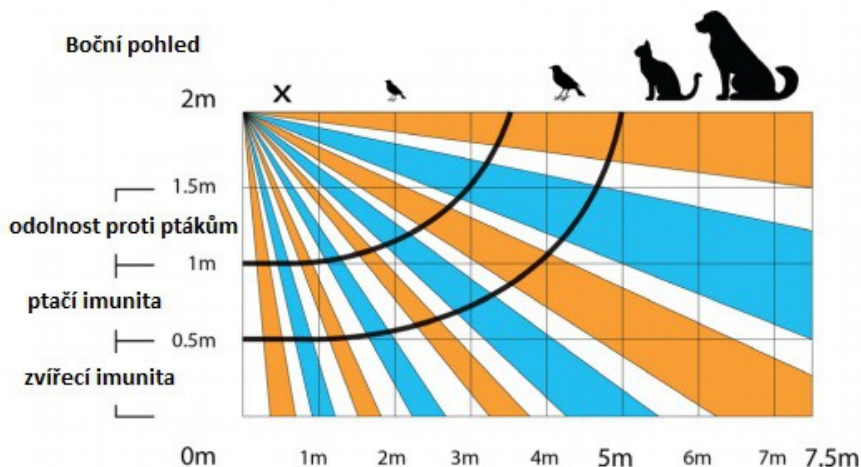 Boční pohled
x
2m
1.5m
odolnost proti ptákům
1m
ptačí imunita
0.5m
zvířecí imunita
0m 1m 2m 3m 4m 5m 6m 7m 7.5m